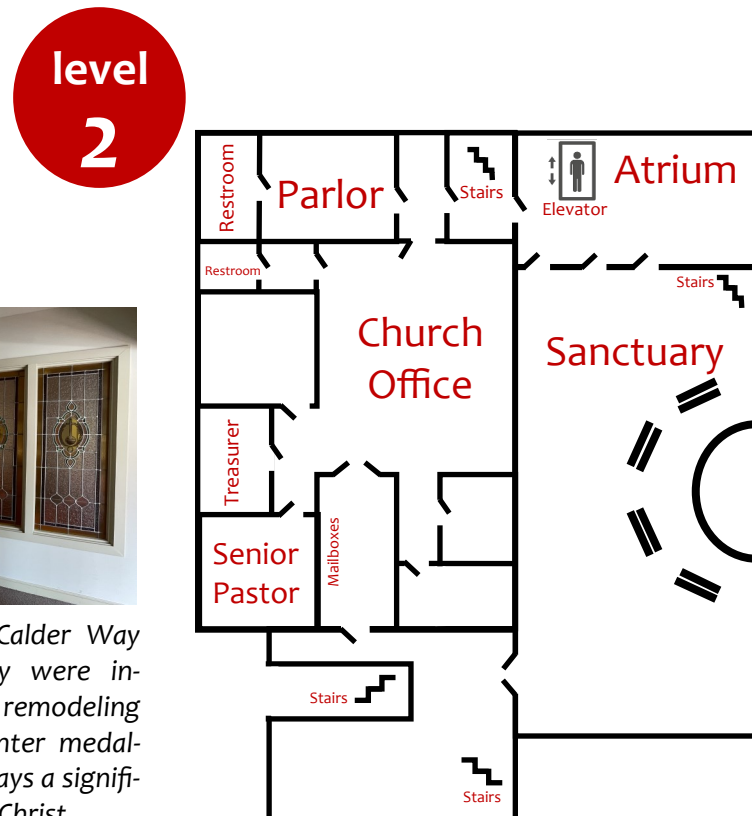 level
2
Restroom
Parlor
Stairs
Elevator
Atrium
Restroom
Stairs
Church
Office
Sanctuary
Treasurer
Mailboxes
Senior
Pastor
Stairs
Stairs
Calder Way
y were in-
remodeling
nter medal-
ays a signifi-
Christ